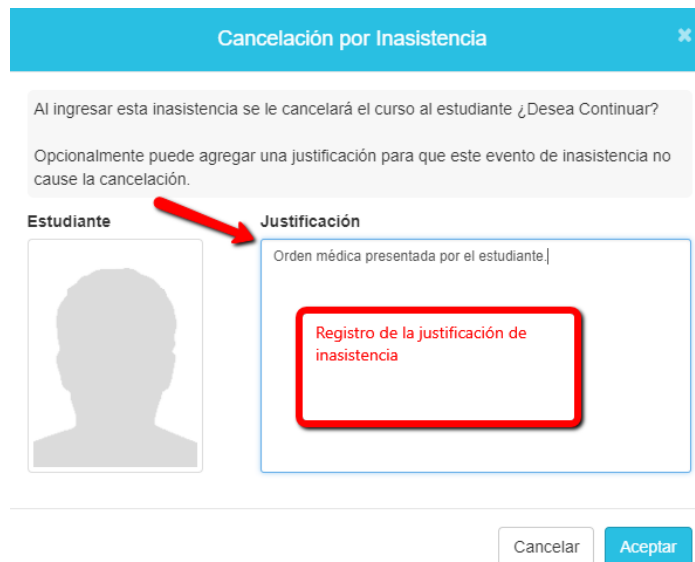 Cancelación por Inasistencia
×
Al ingresar esta inasistencia se le cancelará el curso al estudiante ¿Desea Continuar?
Opcionalmente puede agregar una justificación para que este evento de inasistencia no
cause la cancelación.
Estudiante
Justificación
Orden médica presentada por el estudiante.
Registro de la justificación de
inasistencia
Cancelar
Aceptar